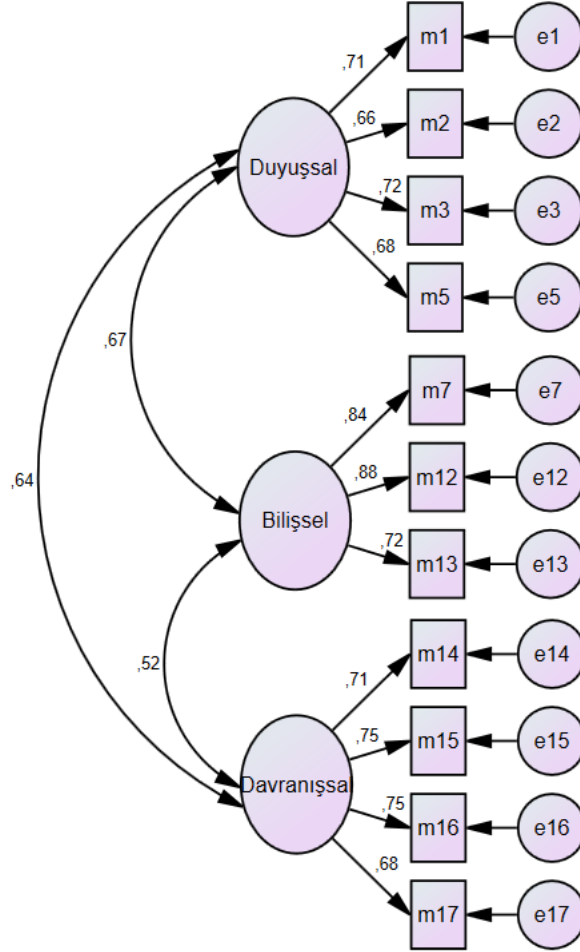 m1
e1
,71
m2
e2
,66
Duyuşsal
m3
e3
,72
m5
e5
,68
,67
m7
e7
,84
m12
e12
,88
,64
Bilişsel
m13
e13
,72
m14
e14
,52
,71
m15
e15
,75
Davranışsal
m16
e16
,75
m17
e17
,68